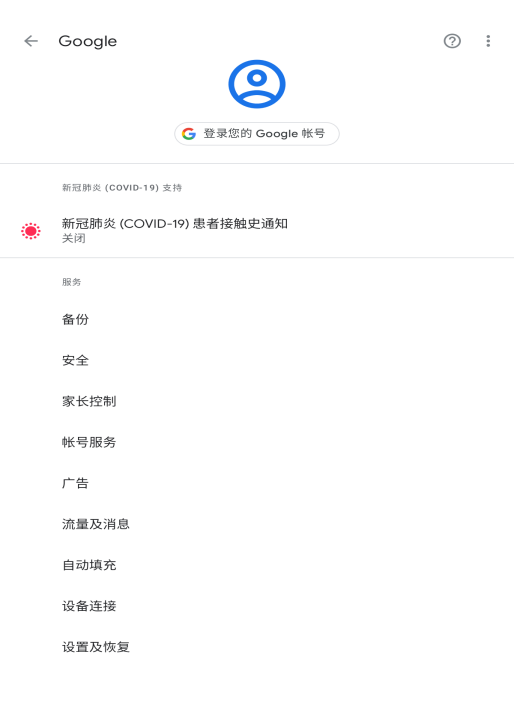 Google
登录您的 Google 帐号
新冠肺炎 (COVID-19) 支持
新冠肺炎 (COVID-19) 患者接触史通知
关闭
服务
备份
安全
家长控制
帐号服务
广告
流量及消息
自动填充
设备连接
设置及恢复